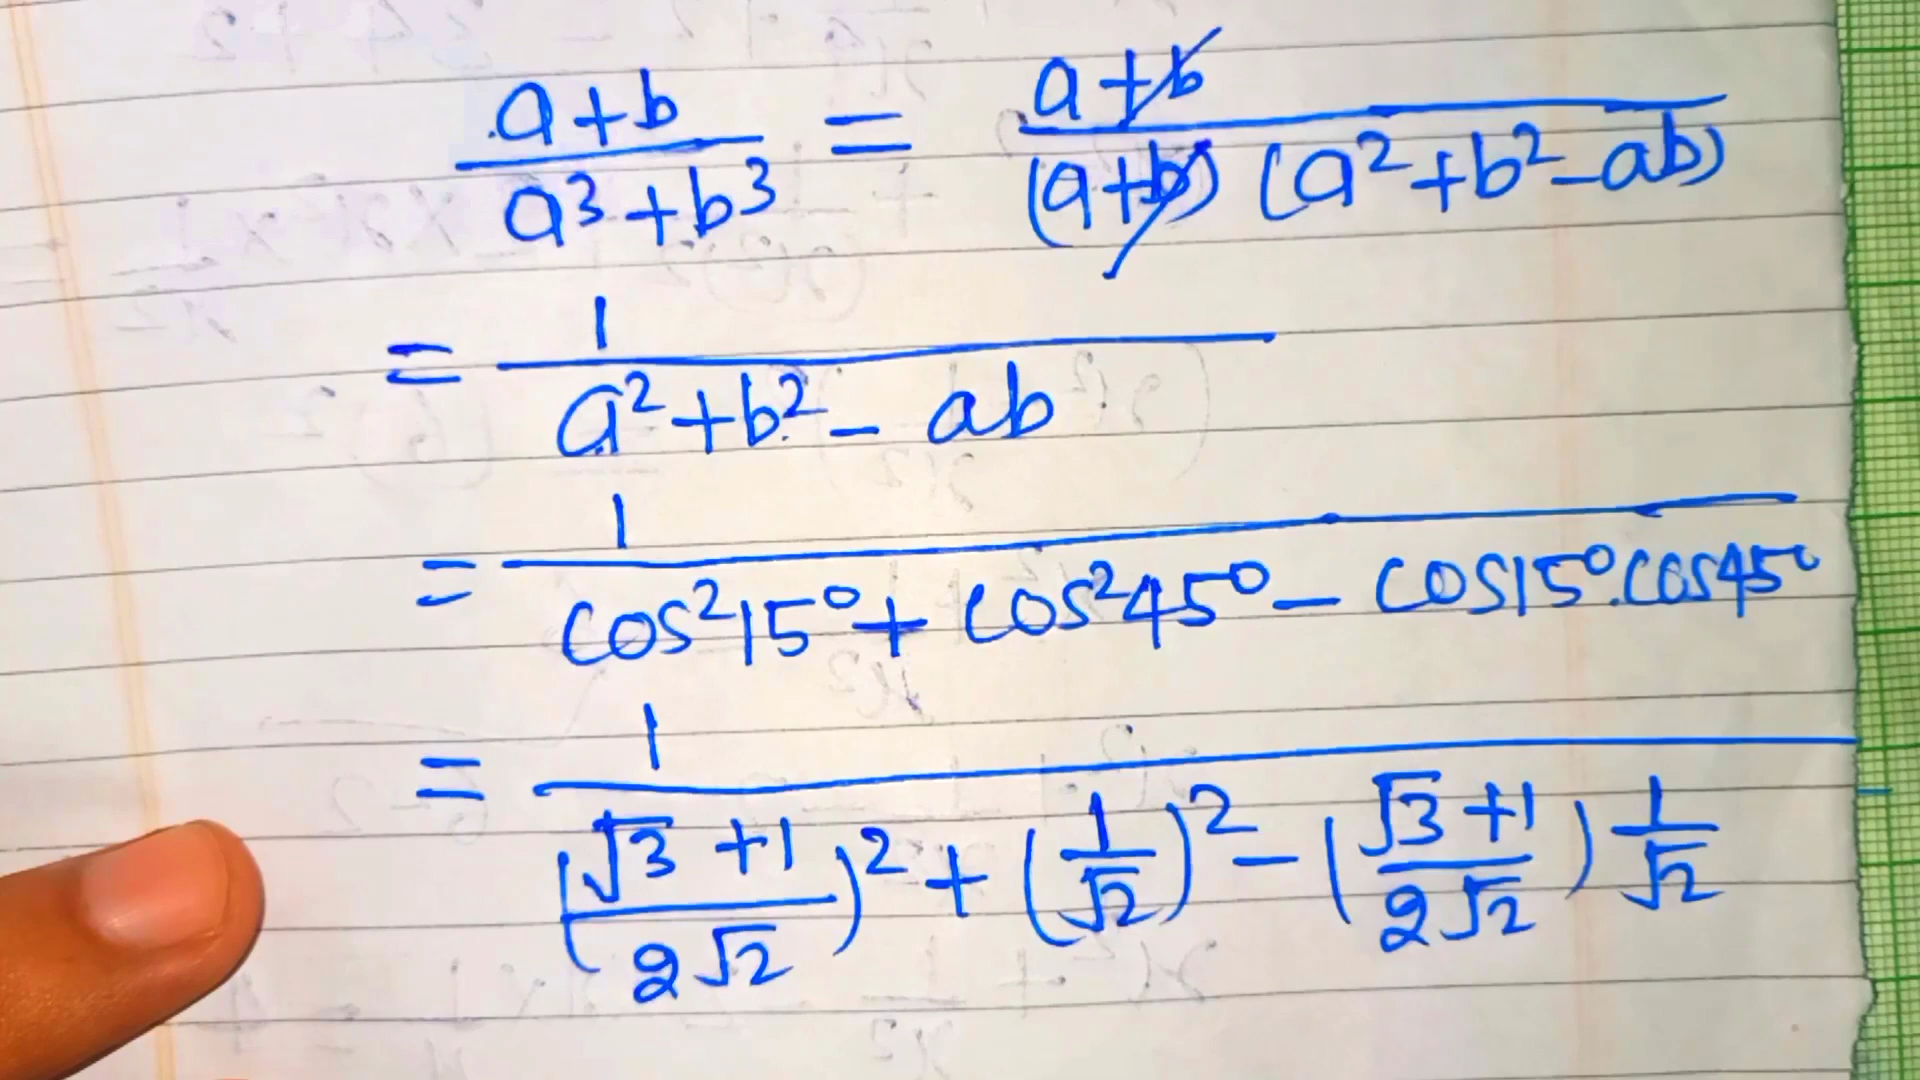 (a+b)/(a³+b³) = (a+b)/((a+b)(a²+b²-ab))
= 1/(a²+b²-ab)
= 1/(cos²15°+cos²45°-cos15°.cos45°)
= 1/(((√3+1)/(2√2))²+(1/√2)²-((√3+1)/(2√2))1/√2)